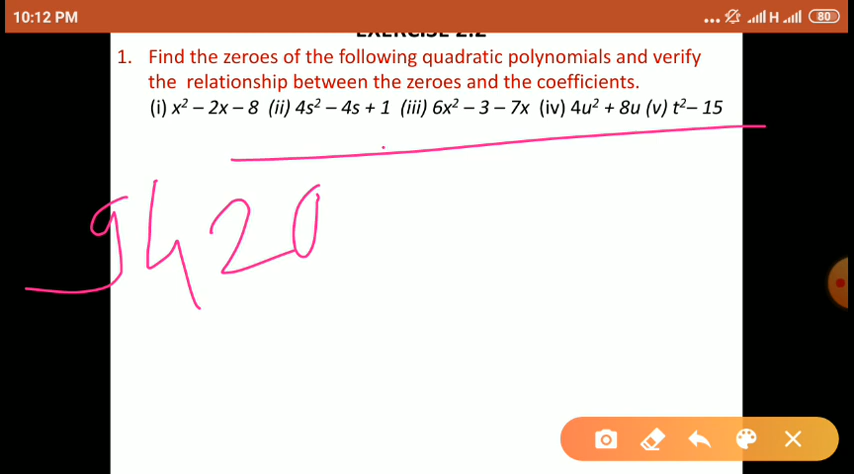 10:12 PM ... H 80
1. Find the zeroes of the following quadratic polynomials and verify
the relationship between the zeroes and the coefficients.
(i) x² – 2x – 8 (ii) 4s² – 4s + 1 (iii) 6x² – 3 – 7x (iv) 4u² + 8u (v) t²– 15
9420